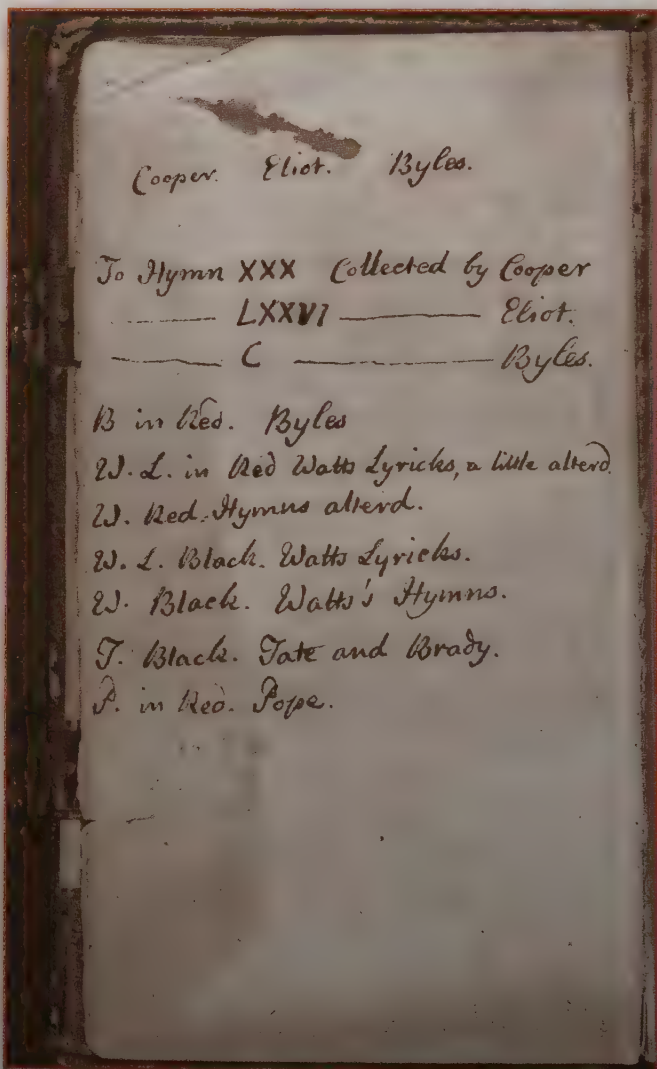 Cooper. Eliot. Byles.
To Hymn XXX Collected by Cooper
——— LXXVI ——— Eliot.
——— C ——— Byles.
B in Red. Byles
W. L. in Red Watts Lyricks, a little alterd.
W. Red. Hymns alterd.
W. L. Black. Watts Lyricks.
W. Black. Watts's Hymns.
T. Black. Tate and Brady.
P. in Red. Pope.